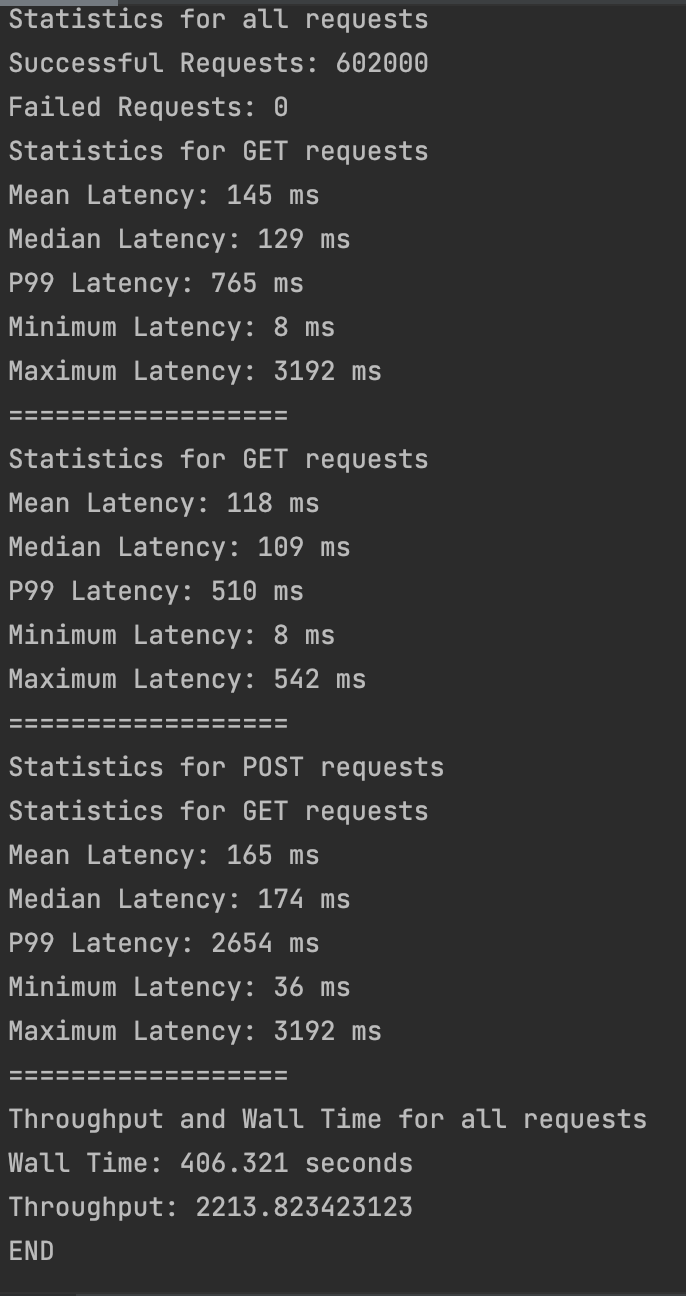 Statistics for all requests
Successful Requests: 602000
Failed Requests: 0
Statistics for GET requests
Mean Latency: 145 ms
Median Latency: 129 ms
P99 Latency: 765 ms
Minimum Latency: 8 ms
Maximum Latency: 3192 ms
==================
Statistics for GET requests
Mean Latency: 118 ms
Median Latency: 109 ms
P99 Latency: 510 ms
Minimum Latency: 8 ms
Maximum Latency: 542 ms
==================
Statistics for POST requests
Statistics for GET requests
Mean Latency: 165 ms
Median Latency: 174 ms
P99 Latency: 2654 ms
Minimum Latency: 36 ms
Maximum Latency: 3192 ms
==================
Throughput and Wall Time for all requests
Wall Time: 406.321 seconds
Throughput: 2213.823423123
END